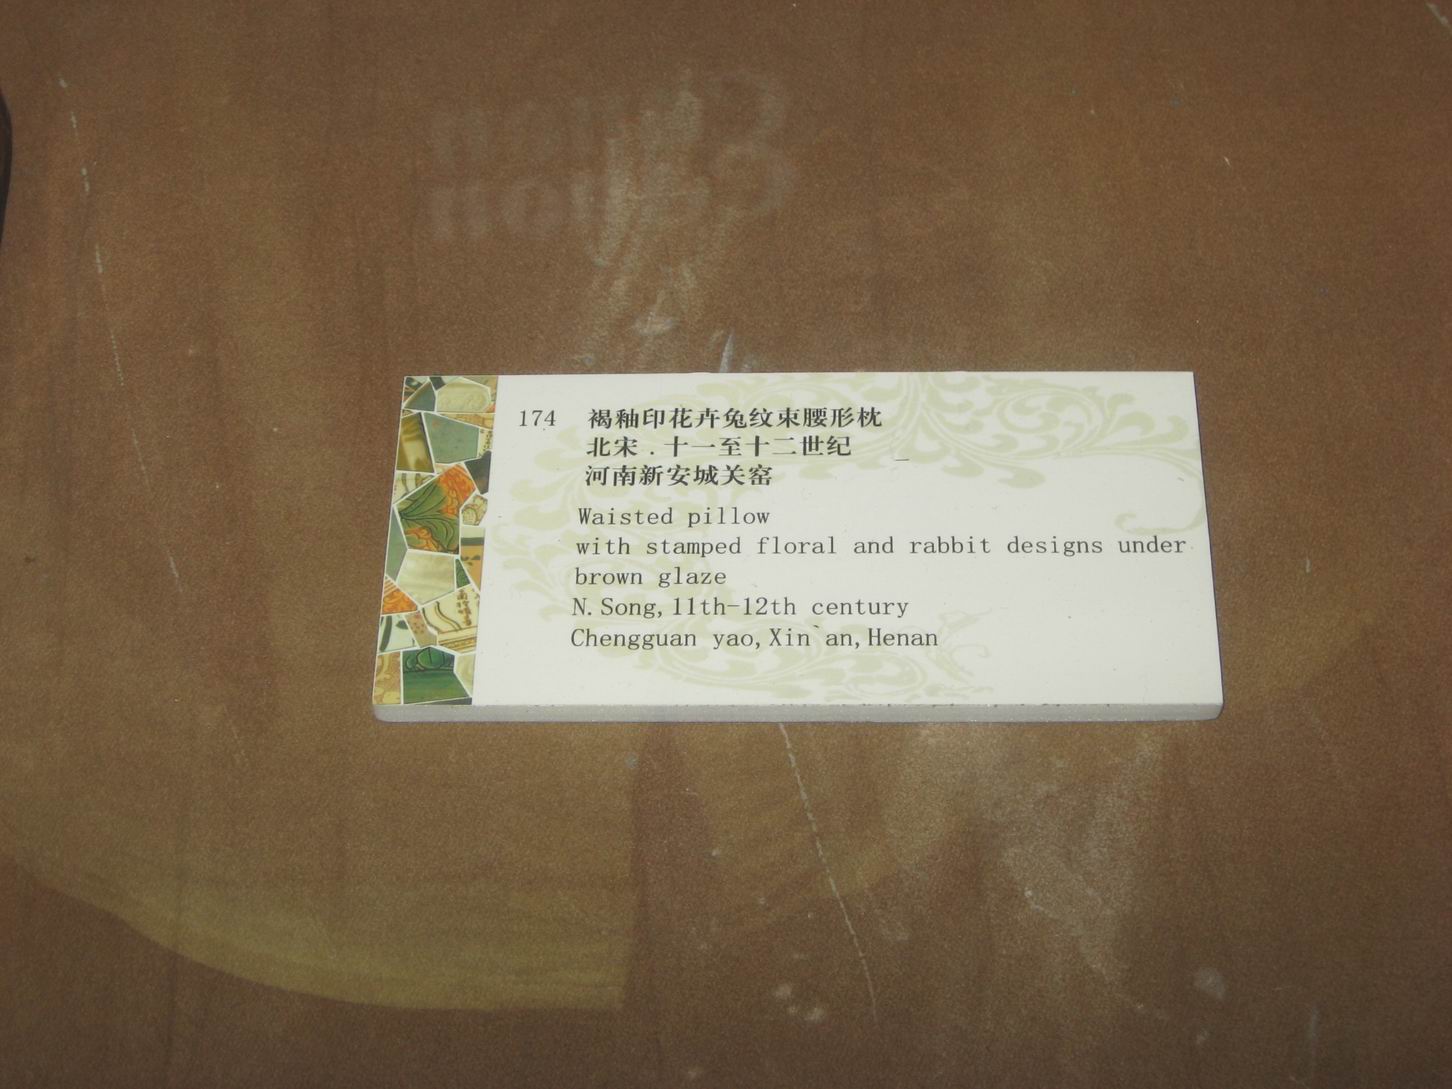 174 褐釉印花卉兔纹束腰形枕
北宋．十一至十二世纪
河南新安城关窑
Waisted pillow
with stamped floral and rabbit designs under
brown glaze
N.Song,11th-12th century
Chengguan yao,Xin`an,Henan